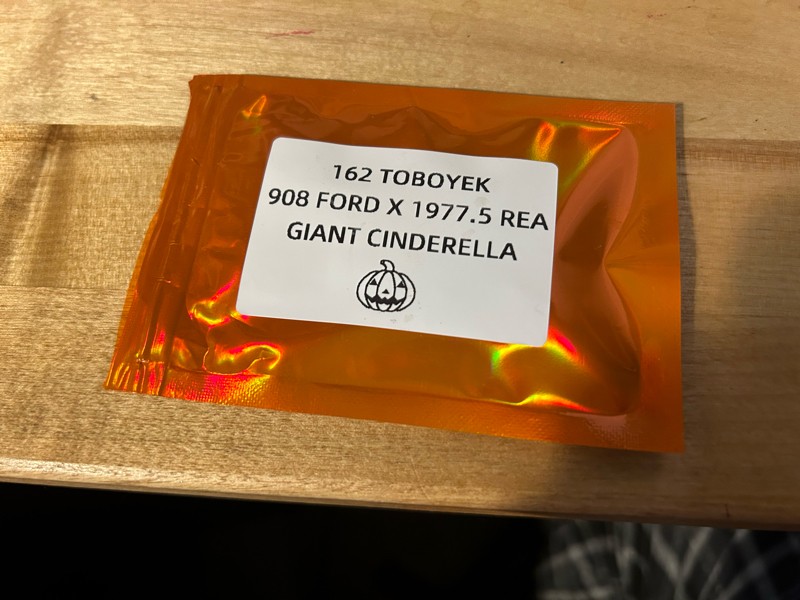 162 TOBOYEK
908 FORD X 1977.5 REA
GIANT CINDERELLA